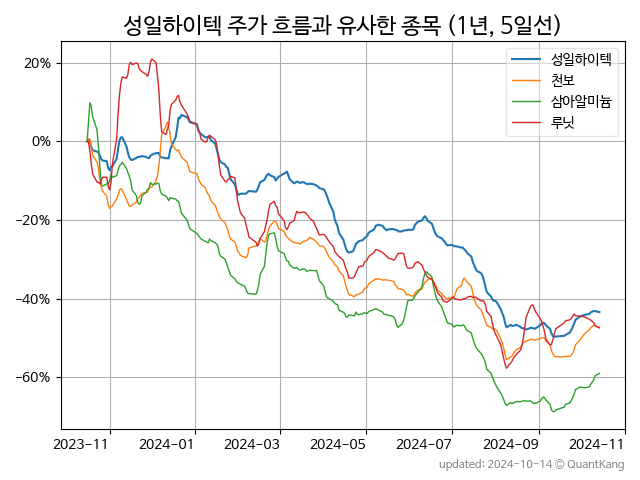 성일하이텍 주가 흐름과 유사한 종목 (1년, 5일선)
성일하이텍
천보
삼아알미늄
루닛
20%
0%
−20%
−40%
−60%
2023-11
2024-01
2024-03
2024-05
2024-07
2024-09
2024-11
updated: 2024-10-14 © QuantKang